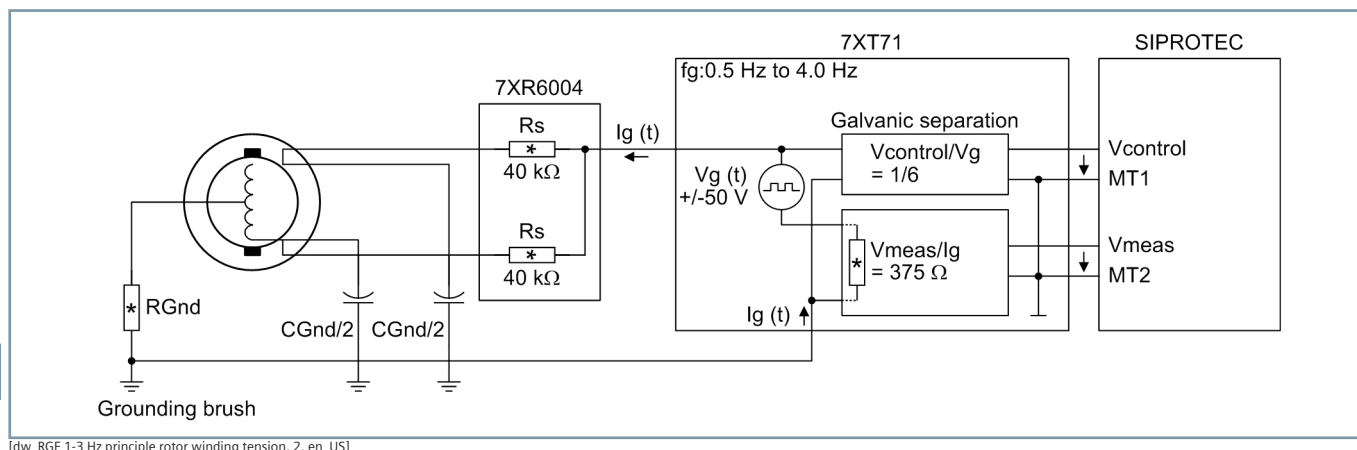 7XT71
SIPROTEC
fg:0.5 Hz to 4.0 Hz
7XR6004
Galvanic separation
Rs
Ig (t)
*
40 kΩ
Vcontrol/Vg
= 1/6
Vcontrol
MT1
Vg (t)
+/-50 V
Rs
*
40 kΩ
Vmeas/Ig
= 375 Ω
*
Vmeas
MT2
* RGnd
CGnd/2
CGnd/2
Ig (t)
Grounding brush
[dw_RGF 1-3 Hz principle rotor winding tension, 2, en_US]